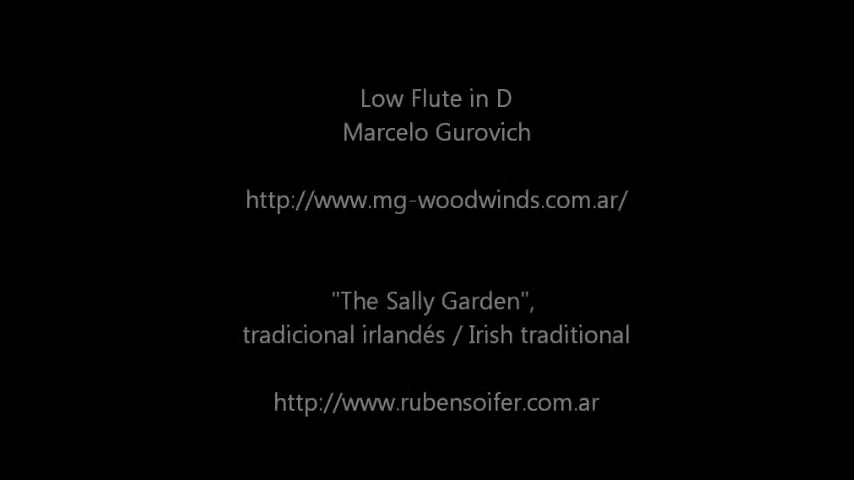 Low Flute in D
Marcelo Gurovich
http://www.mg-woodwinds.com.ar/
"The Sally Garden",
tradicional irlandés / Irish traditional
http://www.rubensoifer.com.ar